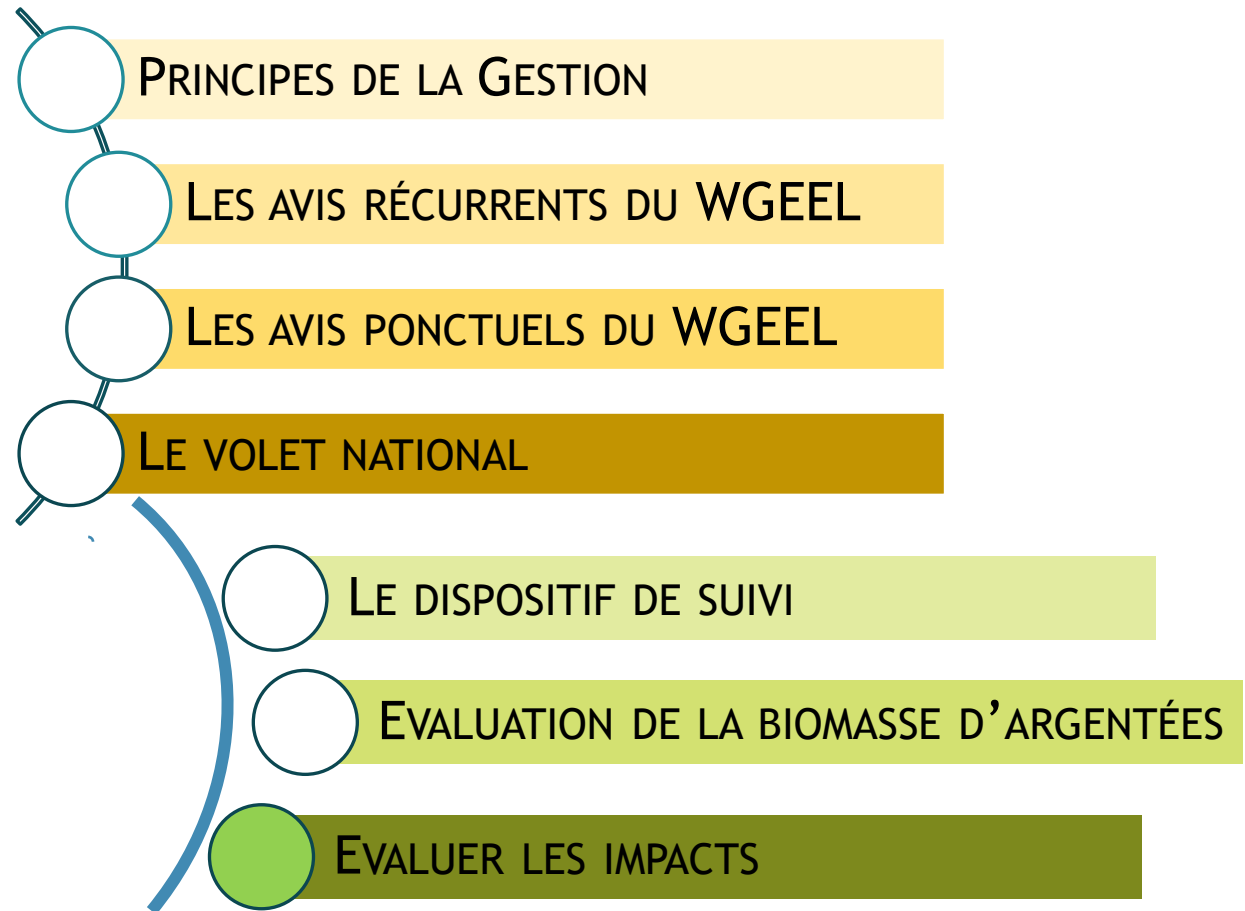 Principes de la Gestion
Les avis récurrents du WGEEL
Les avis ponctuels du WGEEL
Le volet national
Le dispositif de suivi
Evaluation de la biomasse d’argentées
Evaluer les impacts